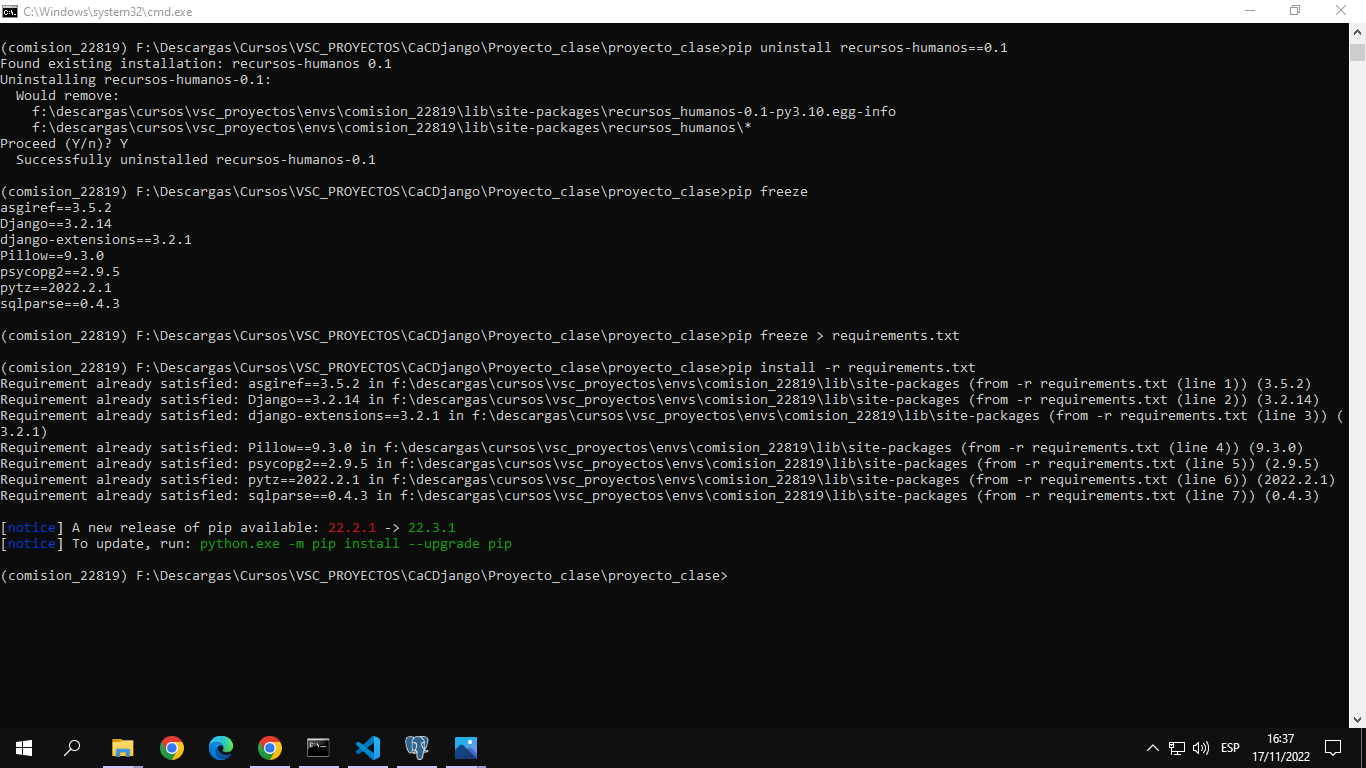 C:\Windows\system32\cmd.exe
(comision_22819) F:\Descargas\Cursos\VSC_PROYECTOS\CaCDjango\Proyecto_clase\proyecto_clase>pip uninstall recursos-humanos==0.1
Found existing installation: recursos-humanos 0.1
Uninstalling recursos-humanos-0.1:
  Would remove:
    f:\descargas\cursos\vsc_proyectos\envs\comision_22819\lib\site-packages\recursos_humanos-0.1-py3.10.egg-info
    f:\descargas\cursos\vsc_proyectos\envs\comision_22819\lib\site-packages\recursos_humanos\*
Proceed (Y/n)? Y
  Successfully uninstalled recursos-humanos-0.1
(comision_22819) F:\Descargas\Cursos\VSC_PROYECTOS\CaCDjango\Proyecto_clase\proyecto_clase>pip freeze
asgiref==3.5.2
Django==3.2.14
django-extensions==3.2.1
Pillow==9.3.0
psycopg2==2.9.5
pytz==2022.2.1
sqlparse==0.4.3
(comision_22819) F:\Descargas\Cursos\VSC_PROYECTOS\CaCDjango\Proyecto_clase\proyecto_clase>pip freeze > requirements.txt
(comision_22819) F:\Descargas\Cursos\VSC_PROYECTOS\CaCDjango\Proyecto_clase\proyecto_clase>pip install -r requirements.txt
Requirement already satisfied: asgiref==3.5.2 in f:\descargas\cursos\vsc_proyectos\envs\comision_22819\lib\site-packages (from -r requirements.txt (line 1)) (3.5.2)
Requirement already satisfied: Django==3.2.14 in f:\descargas\cursos\vsc_proyectos\envs\comision_22819\lib\site-packages (from -r requirements.txt (line 2)) (3.2.14)
Requirement already satisfied: django-extensions==3.2.1 in f:\descargas\cursos\vsc_proyectos\envs\comision_22819\lib\site-packages (from -r requirements.txt (line 3)) (
3.2.1)
Requirement already satisfied: Pillow==9.3.0 in f:\descargas\cursos\vsc_proyectos\envs\comision_22819\lib\site-packages (from -r requirements.txt (line 4)) (9.3.0)
Requirement already satisfied: psycopg2==2.9.5 in f:\descargas\cursos\vsc_proyectos\envs\comision_22819\lib\site-packages (from -r requirements.txt (line 5)) (2.9.5)
Requirement already satisfied: pytz==2022.2.1 in f:\descargas\cursos\vsc_proyectos\envs\comision_22819\lib\site-packages (from -r requirements.txt (line 6)) (2022.2.1)
Requirement already satisfied: sqlparse==0.4.3 in f:\descargas\cursos\vsc_proyectos\envs\comision_22819\lib\site-packages (from -r requirements.txt (line 7)) (0.4.3)
[notice] A new release of pip available: 22.2.1 -> 22.3.1
[notice] To update, run: python.exe -m pip install --upgrade pip
(comision_22819) F:\Descargas\Cursos\VSC_PROYECTOS\CaCDjango\Proyecto_clase\proyecto_clase>
ESP
16:37
17/11/2022